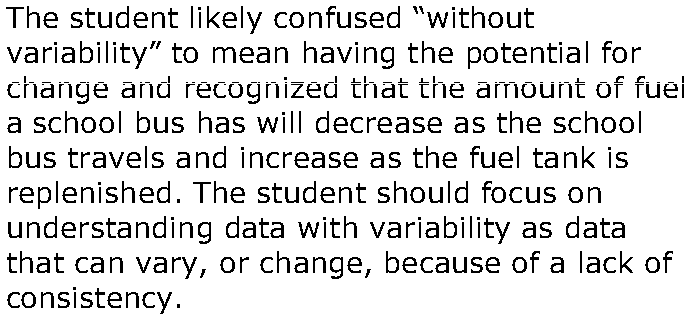 The student likely confused “without
variability” to mean having the potential for
change and recognized that the amount of fuel
a school bus has will decrease as the school
bus travels and increase as the fuel tank is
replenished. The student should focus on
understanding data with variability as data
that can vary, or change, because of a lack of
consistency.